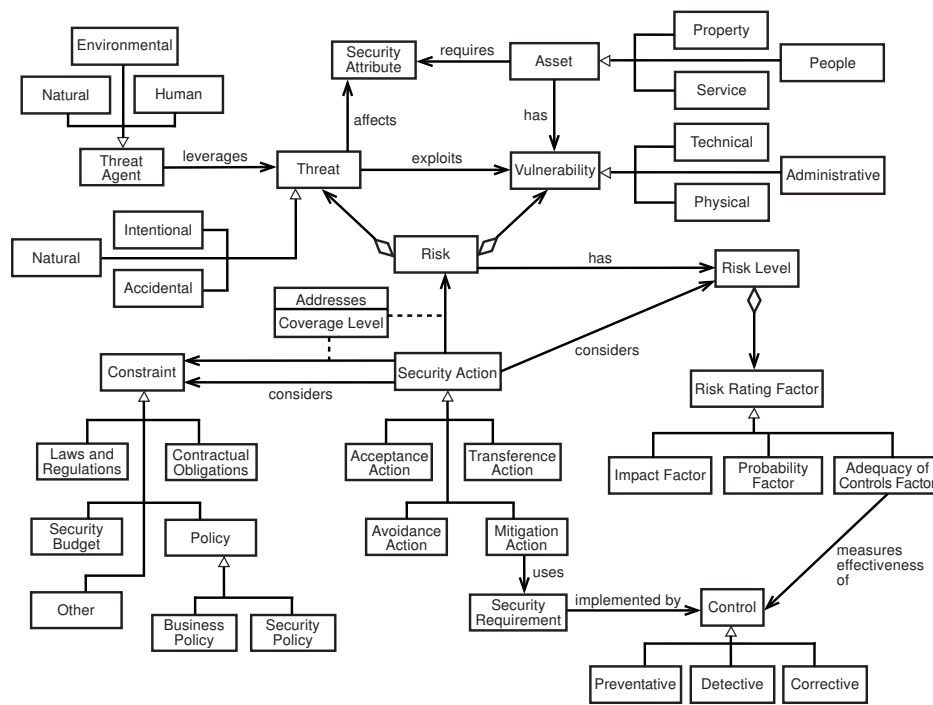 Environmental
Natural
Human
Threat
Agent
leverages
Security
Attribute
requires
Asset
Property
People
Service
affects
has
Threat
exploits
Vulnerability
Technical
Administrative
Physical
Intentional
Natural
Accidental
Risk
has
Risk Level
Addresses
Coverage Level
considers
Constraint
considers
Security Action
Risk Rating Factor
Laws and
Regulations
Contractual
Obligations
Acceptance
Action
Transference
Action
Impact Factor
Probability
Factor
Adequacy of
Controls Factor
Security
Budget
Policy
Avoidance
Action
Mitigation
Action
measures
effectiveness
of
uses
Other
Business
Policy
Security
Policy
Security
Requirement
implemented by
Control
Preventative
Detective
Corrective